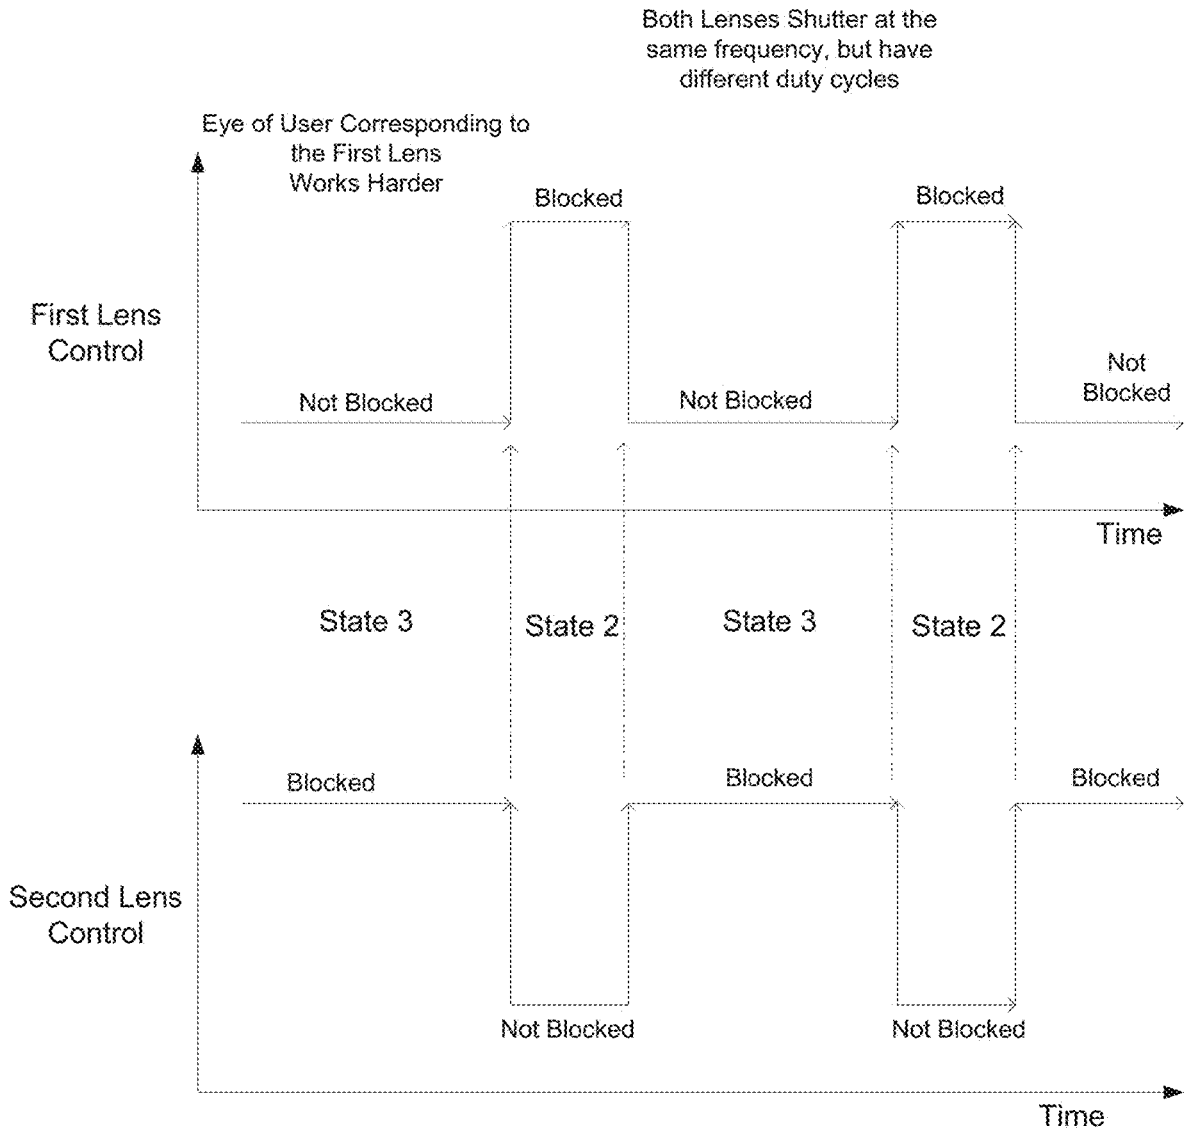 Both Lenses Shutter at the
same frequency, but have
different duty cycles
Eye of User Corresponding to
the First Lens
Works Harder
Blocked
Blocked
First Lens
Control
Not Blocked
Not Blocked
Not
Blocked
Time
State 3
State 2
State 3
State 2
Blocked
Blocked
Blocked
Second Lens
Control
Not Blocked
Not Blocked
Time